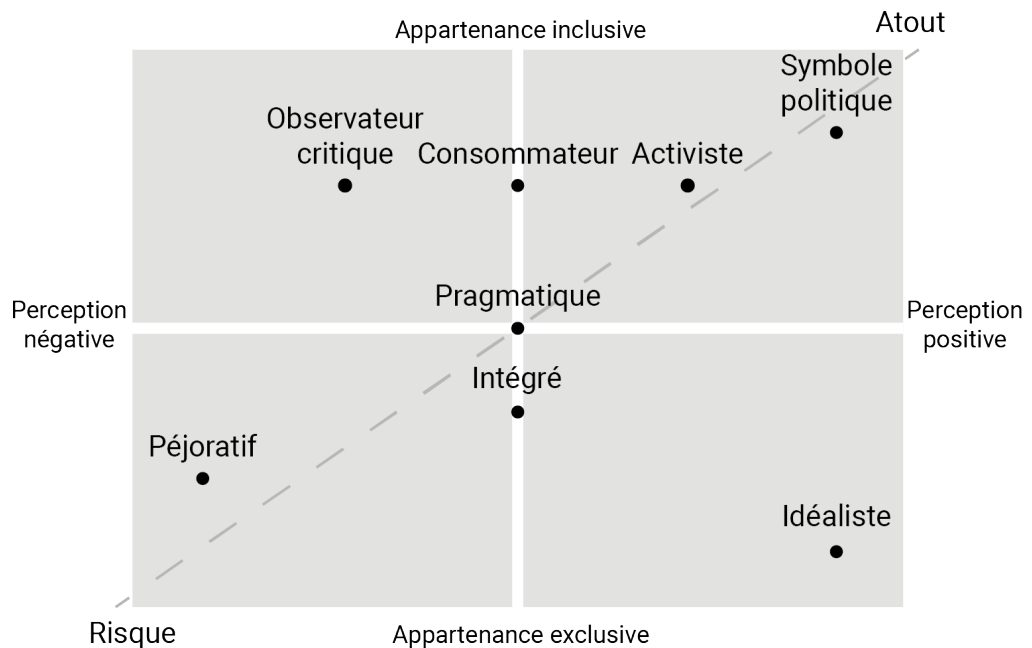 Appartenance inclusive
Atout
Symbole
politique
Observateur
critique
Consommateur
Activiste
Pragmatique
Perception
négative
Perception
positive
Intégré
Péjoratif
Idéaliste
Risque
Appartenance exclusive